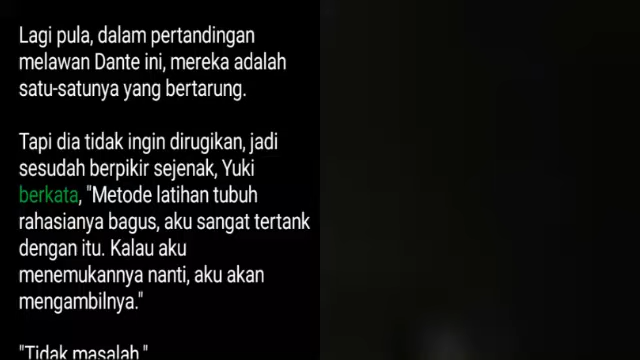 Lagi pula, dalam pertandingan
melawan Dante ini, mereka adalah
satu-satunya yang bertarung.
Tapi dia tidak ingin dirugikan, jadi
sesudah berpikir sejenak, Yuki
berkata, "Metode latihan tubuh
rahasianya bagus, aku sangat tertank
dengan itu. Kalau aku
menemukannya nanti, aku akan
mengambilnya."
"Tidak masalah."